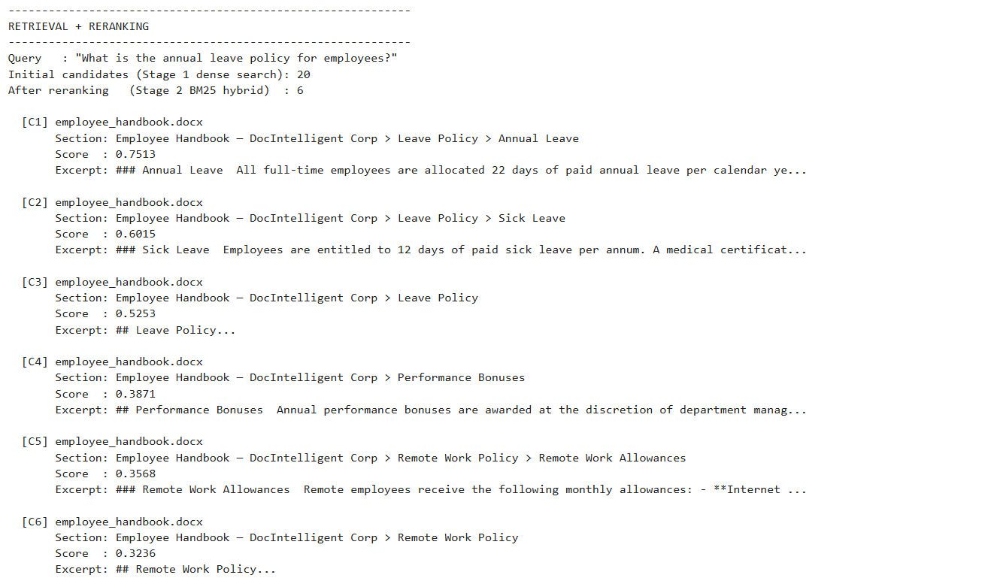 ------------------------------------------------------------
RETRIEVAL + RERANKING
------------------------------------------------------------
Query   : "What is the annual leave policy for employees?"
Initial candidates (Stage 1 dense search): 20
After reranking   (Stage 2 BM25 hybrid)  : 6
[C1] employee_handbook.docx
Section: Employee Handbook — DocIntelligent Corp > Leave Policy > Annual Leave
Score  : 0.7513
Excerpt: ### Annual Leave  All full-time employees are allocated 22 days of paid annual leave per calendar ye...
[C2] employee_handbook.docx
Section: Employee Handbook — DocIntelligent Corp > Leave Policy > Sick Leave
Score  : 0.6015
Excerpt: ### Sick Leave  Employees are entitled to 12 days of paid sick leave per annum. A medical certificat...
[C3] employee_handbook.docx
Section: Employee Handbook — DocIntelligent Corp > Leave Policy
Score  : 0.5253
Excerpt: ## Leave Policy...
[C4] employee_handbook.docx
Section: Employee Handbook — DocIntelligent Corp > Performance Bonuses
Score  : 0.3871
Excerpt: ## Performance Bonuses  Annual performance bonuses are awarded at the discretion of department manag...
[C5] employee_handbook.docx
Section: Employee Handbook — DocIntelligent Corp > Remote Work Policy > Remote Work Allowances
Score  : 0.3568
Excerpt: ### Remote Work Allowances  Remote employees receive the following monthly allowances: - **Internet ...
[C6] employee_handbook.docx
Section: Employee Handbook — DocIntelligent Corp > Remote Work Policy
Score  : 0.3236
Excerpt: ## Remote Work Policy...